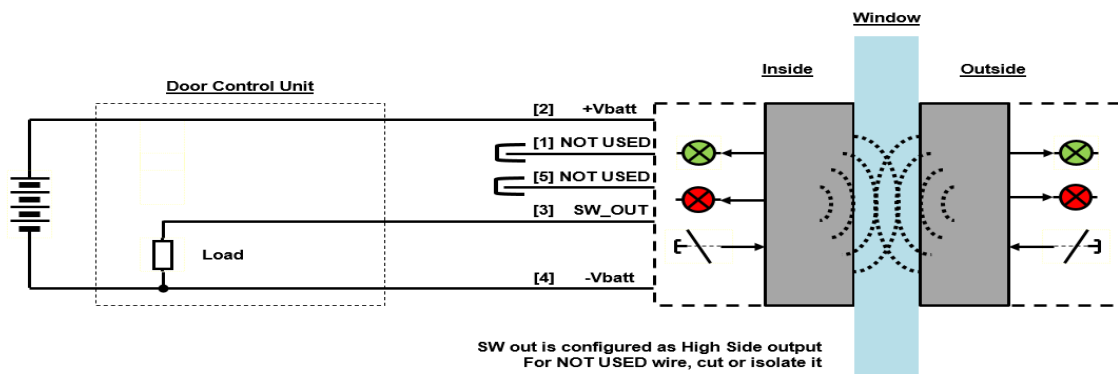 Window
Inside
Outside
Door Control Unit
[2] +Vbatt
[1] NOT USED
[5] NOT USED
[3] SW_OUT
Load
[4] -Vbatt
SW out is configured as High Side output
For NOT USED wire, cut or isolate it